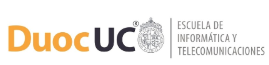 DuocUC®
ESCUELA DE
INFORMÁTICA Y
TELECOMUNICACIONES